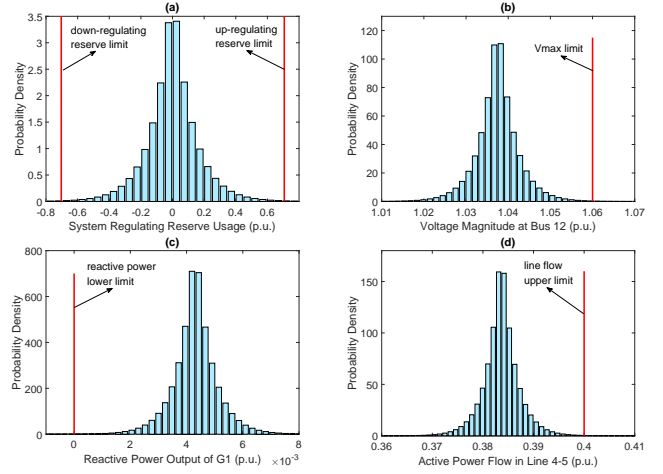 (a)
Probability Density
3.5
3
2.5
2
1.5
1
0.5
0
down-regulating
reserve limit
up-regulating
reserve limit
-0.8 -0.6 -0.4 -0.2 0 0.2 0.4 0.6
System Regulating Reserve Usage (p.u.)
(b)
Probability Density
120
100
80
60
40
20
0
Vmax limit
1.01 1.02 1.03 1.04 1.05 1.06 1.07
Voltage Magnitude at Bus 12 (p.u.)
(c)
Probability Density
800
600
400
200
0
reactive power
lower limit
0 2 4 6 8
Reactive Power Output of G1 (p.u.) ×10⁻³
(d)
Probability Density
150
100
50
0
line flow
upper limit
0.36 0.37 0.38 0.39 0.4 0.41
Active Power Flow in Line 4-5 (p.u.)